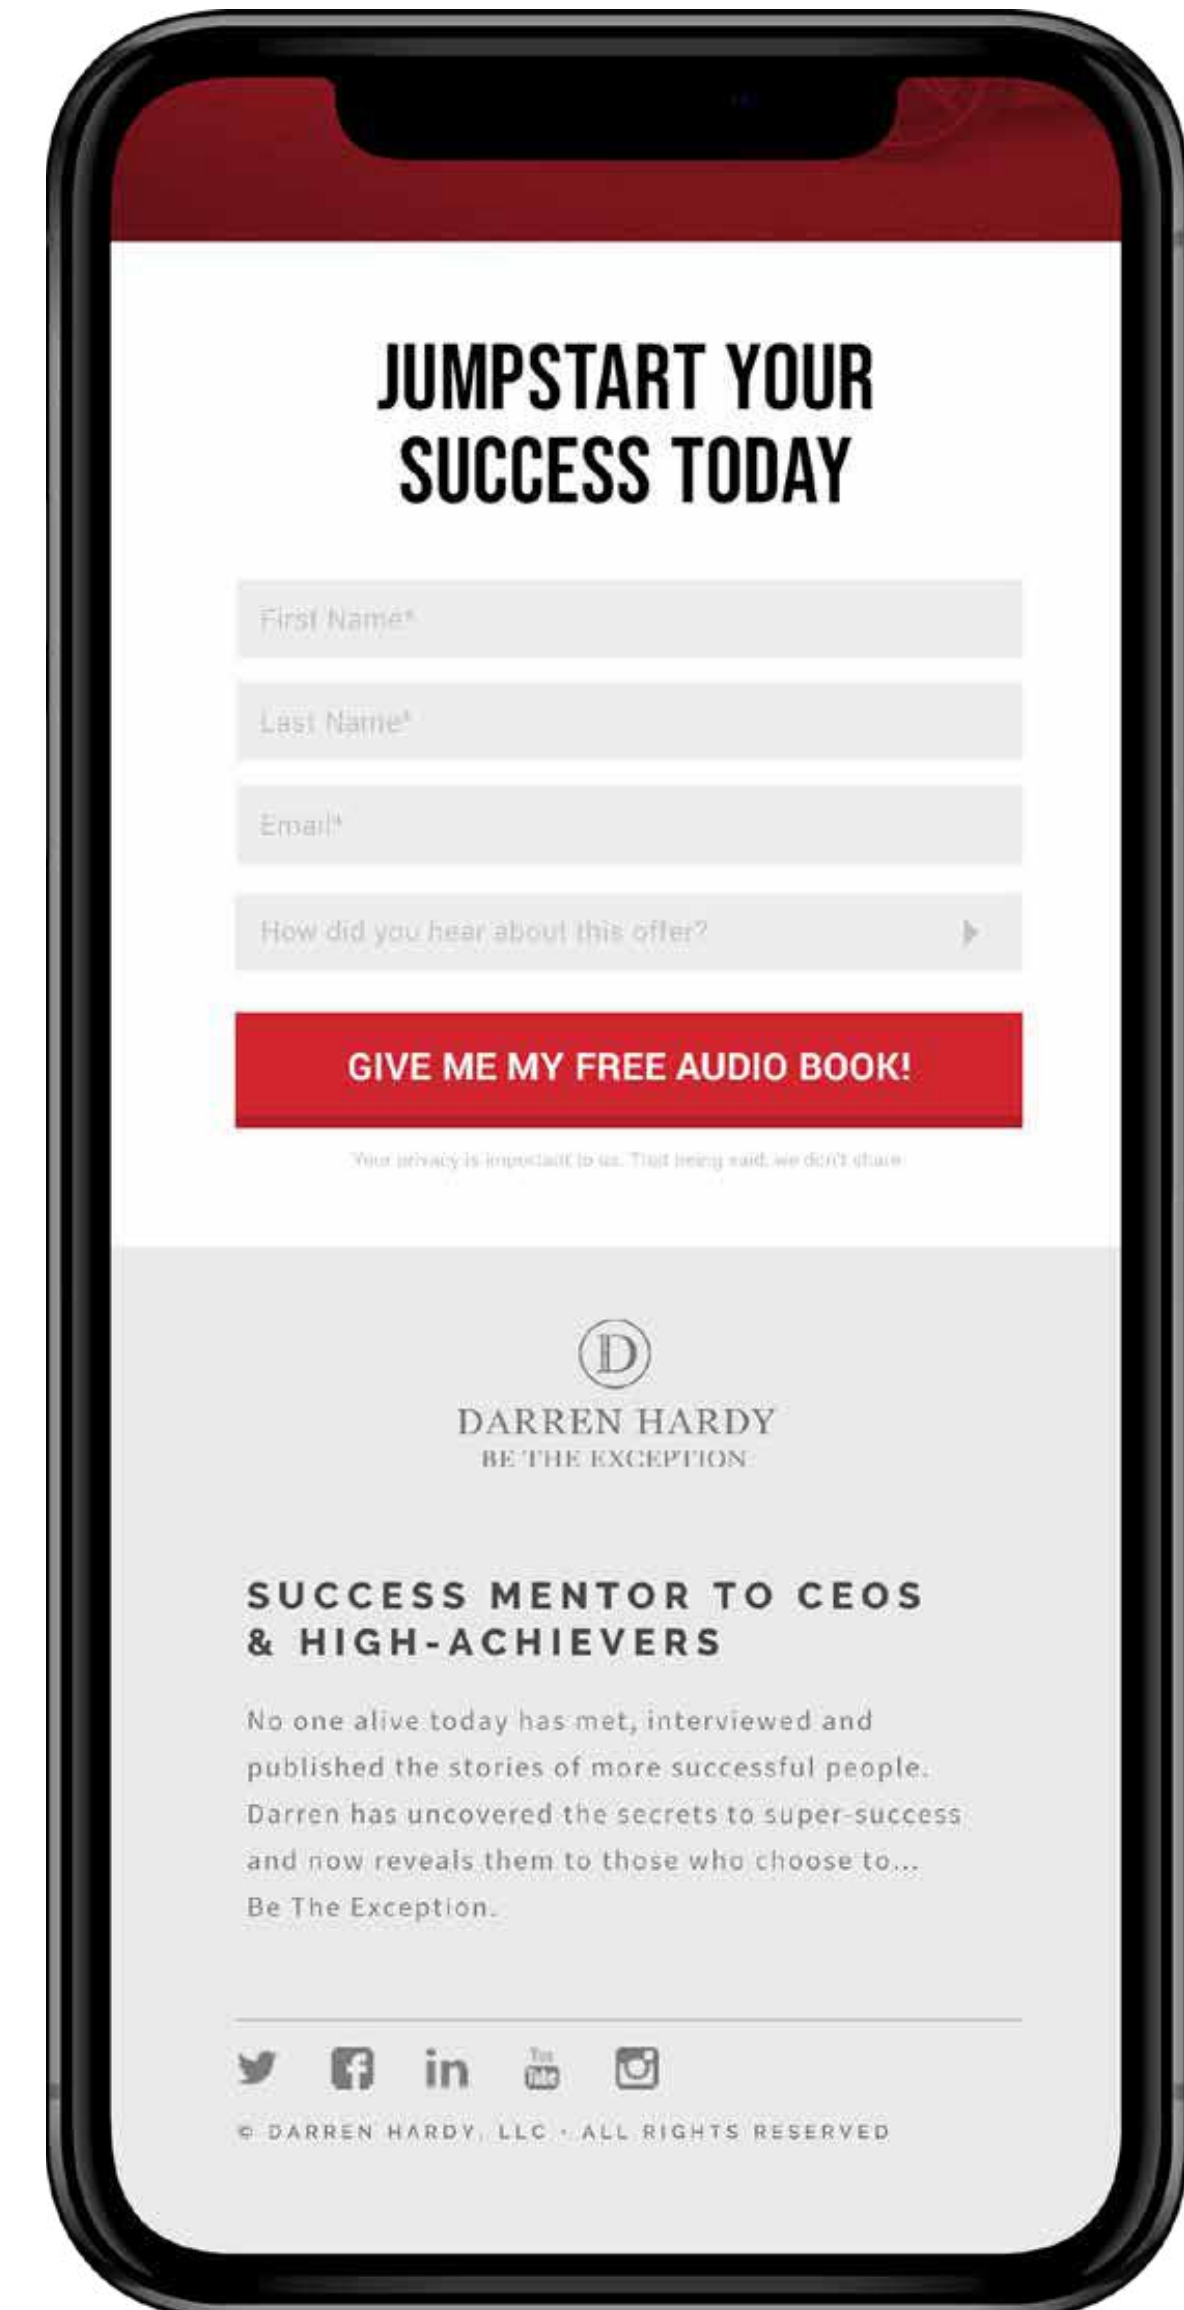 JUMPSTART YOUR
SUCCESS TODAY
First Name*
Last Name*
Email*
How did you hear about this offer?
GIVE ME MY FREE AUDIO BOOK!
Your privacy is important to us. That being said, we don't share.
D
DARREN HARDY
BE THE EXCEPTION
SUCCESS MENTOR TO CEOS
& HIGH-ACHIEVERS
No one alive today has met, interviewed and
published the stories of more successful people.
Darren has uncovered the secrets to super-success
and now reveals them to those who choose to...
Be The Exception.
You
Tube
© DARREN HARDY, LLC • ALL RIGHTS RESERVED